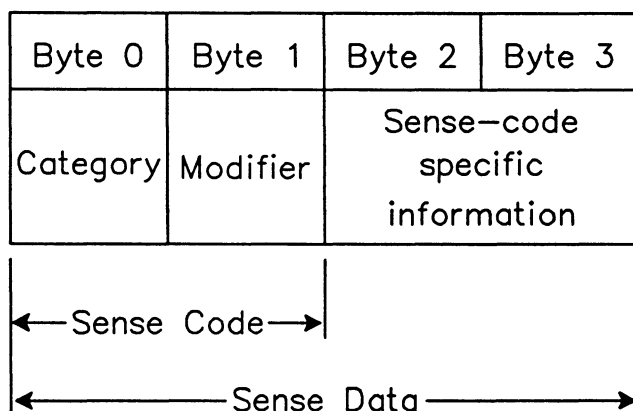 Byte 0 Byte 1 Byte 2 Byte 3
Category Modifier Sense-code
specific
information
Sense Code
Sense Data